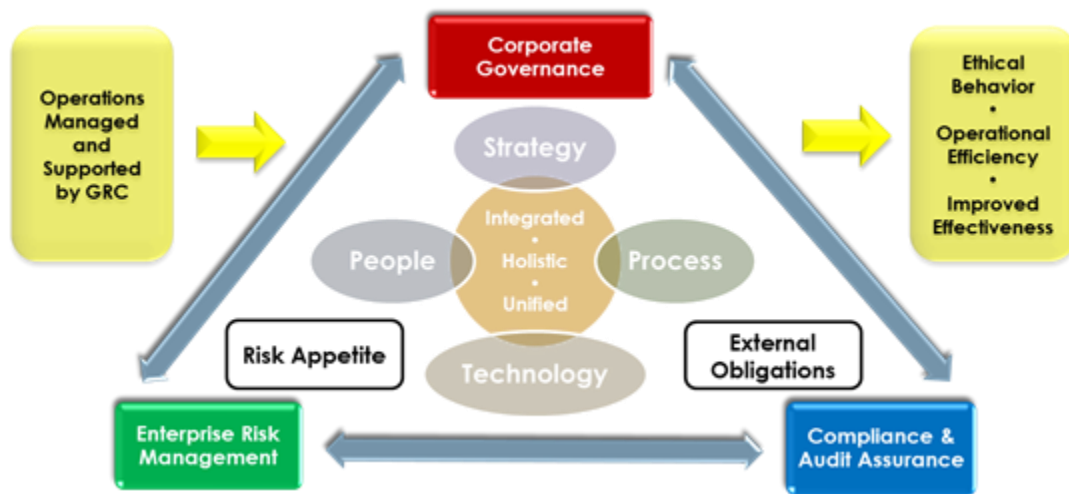 Corporate
Governance
Operations
Managed
and
Supported
by GRC
Ethical
Behavior
•
Operational
Efficiency
•
Improved
Effectiveness
Strategy
People
Integrated
•
Holistic
•
Unified
Process
Technology
Risk Appetite
External
Obligations
Enterprise Risk
Management
Compliance &
Audit Assurance